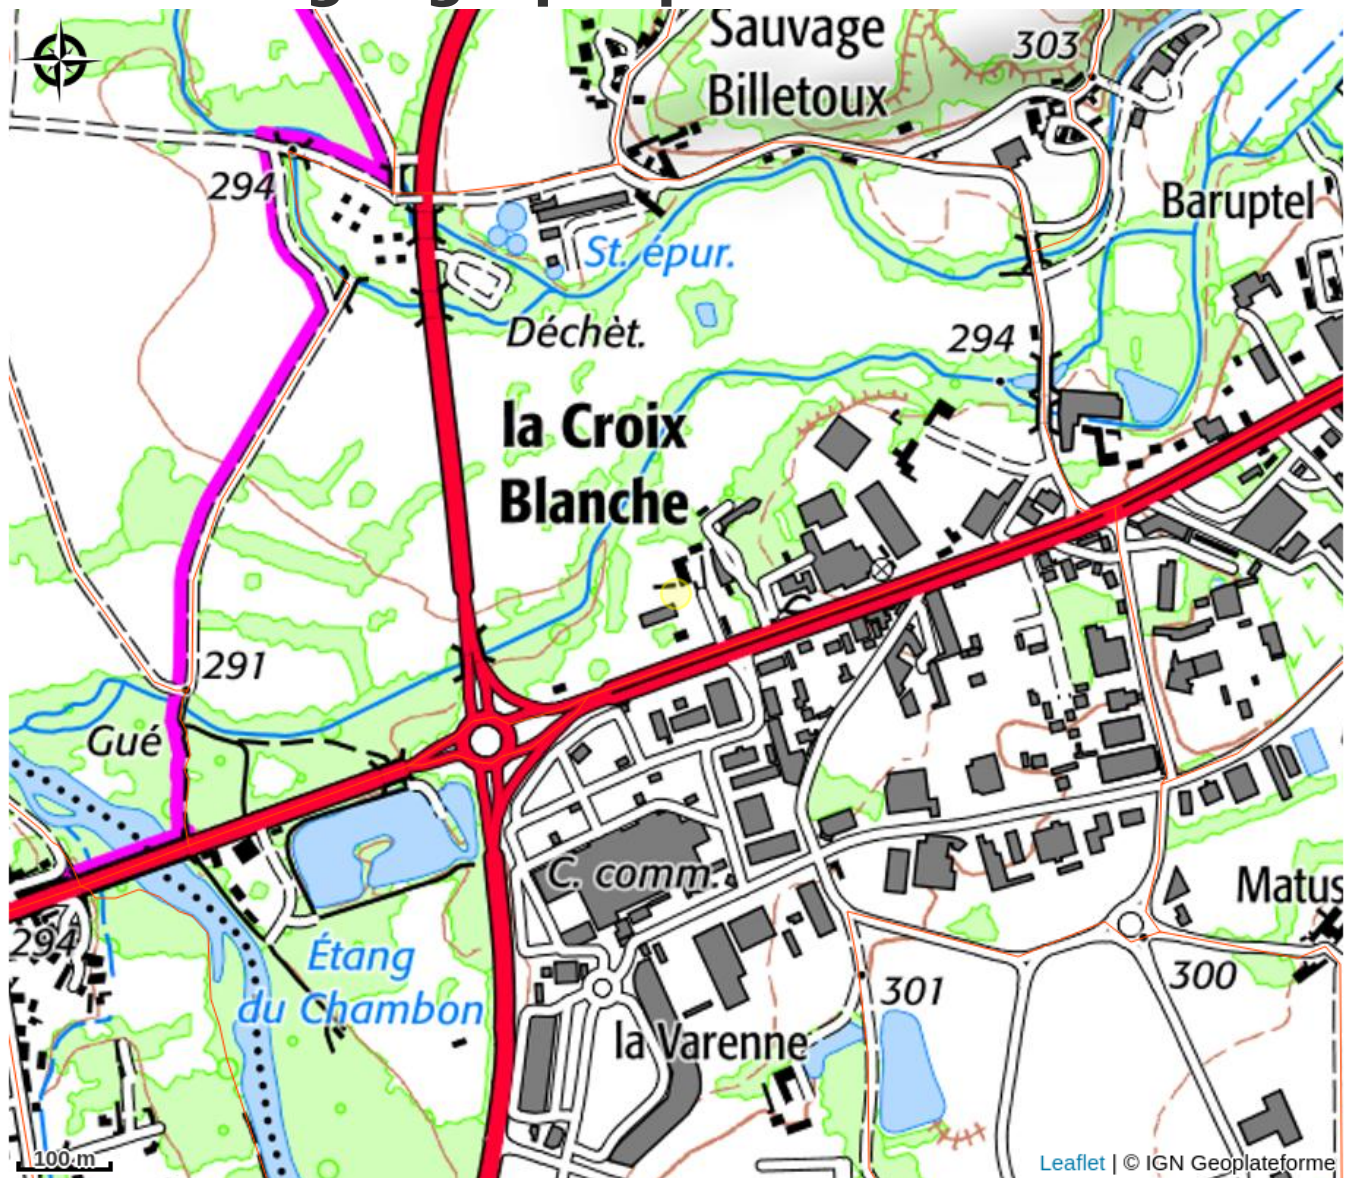 Sauvage
Billetoux
303
294
Baruptel
St. épur.
Déchèt.
294
la Croix
Blanche
291
Gué
C. comm.
Matus
294
Étang
du Chambon
301
300
la Varenne
100 m
Leaflet | © IGN Geoplateforme